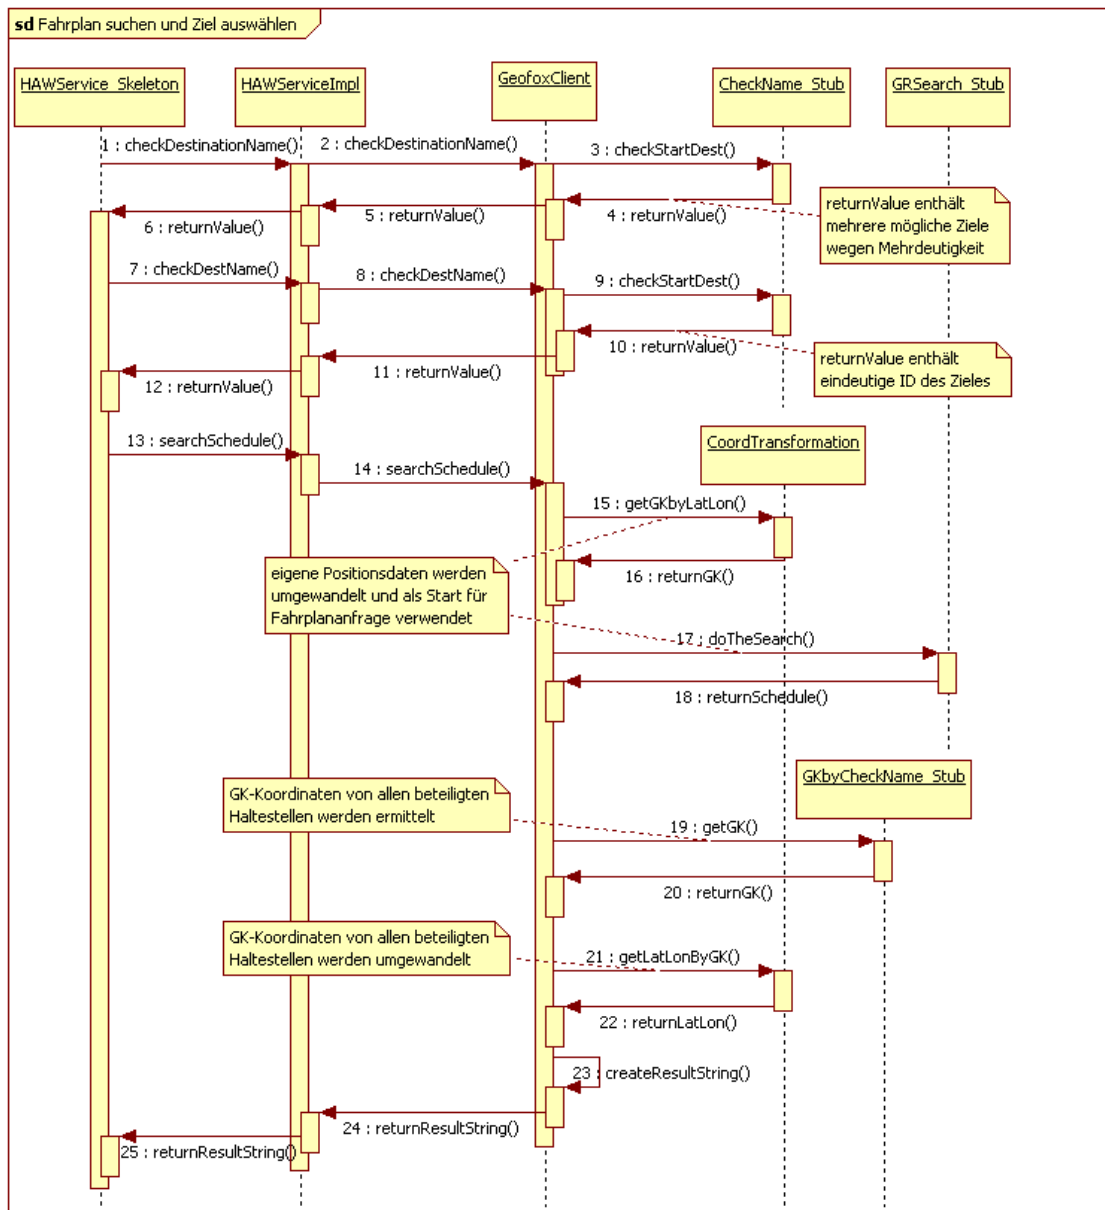 sd Fahrplan suchen und Ziel auswählen
HAWService_Skeleton
HAWServiceImpl
GeofoxClient
CheckName_Stub
GRSearch_Stub
1 : checkDestinationName()
2 : checkDestinationName()
3 : checkStartDest()
returnValue enthält
mehrere mögliche Ziele
wegen Mehrdeutigkeit
4 : returnValue()
5 : returnValue()
6 : returnValue()
7 : checkDestName()
8 : checkDestName()
9 : checkStartDest()
10 : returnValue()
returnValue enthält
eindeutige ID des Zieles
11 : returnValue()
12 : returnValue()
13 : searchSchedule()
CoordTransformation
14 : searchSchedule()
15 : getGKbyLatLon()
16 : returnGK()
eigene Positionsdaten werden
umgewandelt und als Start für
Fahrplananfrage verwendet
17 : doTheSearch()
18 : returnSchedule()
GKbyCheckName_Stub
GK-Koordinaten von allen beteiligten
Haltestellen werden ermittelt
19 : getGK()
20 : returnGK()
GK-Koordinaten von allen beteiligten
Haltestellen werden umgewandelt
21 : getLatLonByGK()
22 : returnLatLon()
23 : createResultString()
24 : returnResultString()
25 : returnResultString()